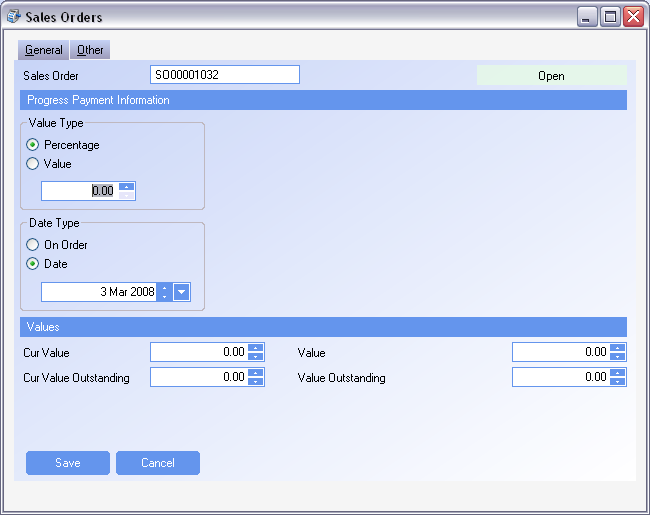 Sales Orders
General Other
Sales Order SO00001032 Open
Progress Payment Information
Value Type
Percentage
Value
0.00
Date Type
On Order
Date
3 Mar 2008
Values
Cur Value 0.00 Value 0.00
Cur Value Outstanding 0.00 Value Outstanding 0.00
Save Cancel